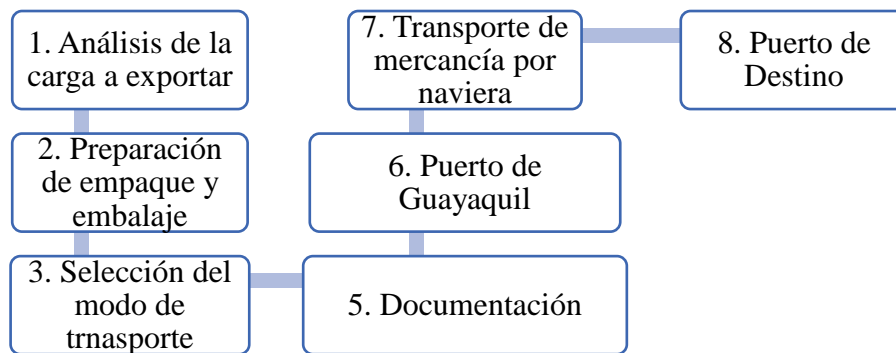 1. Análisis de la
carga a exportar
2. Preparación
de empaque y
embalaje
3. Selección del
modo de
trnasporte
5. Documentación
6. Puerto de
Guayaquil
7. Transporte de
mercancía por
naviera
8. Puerto de
Destino